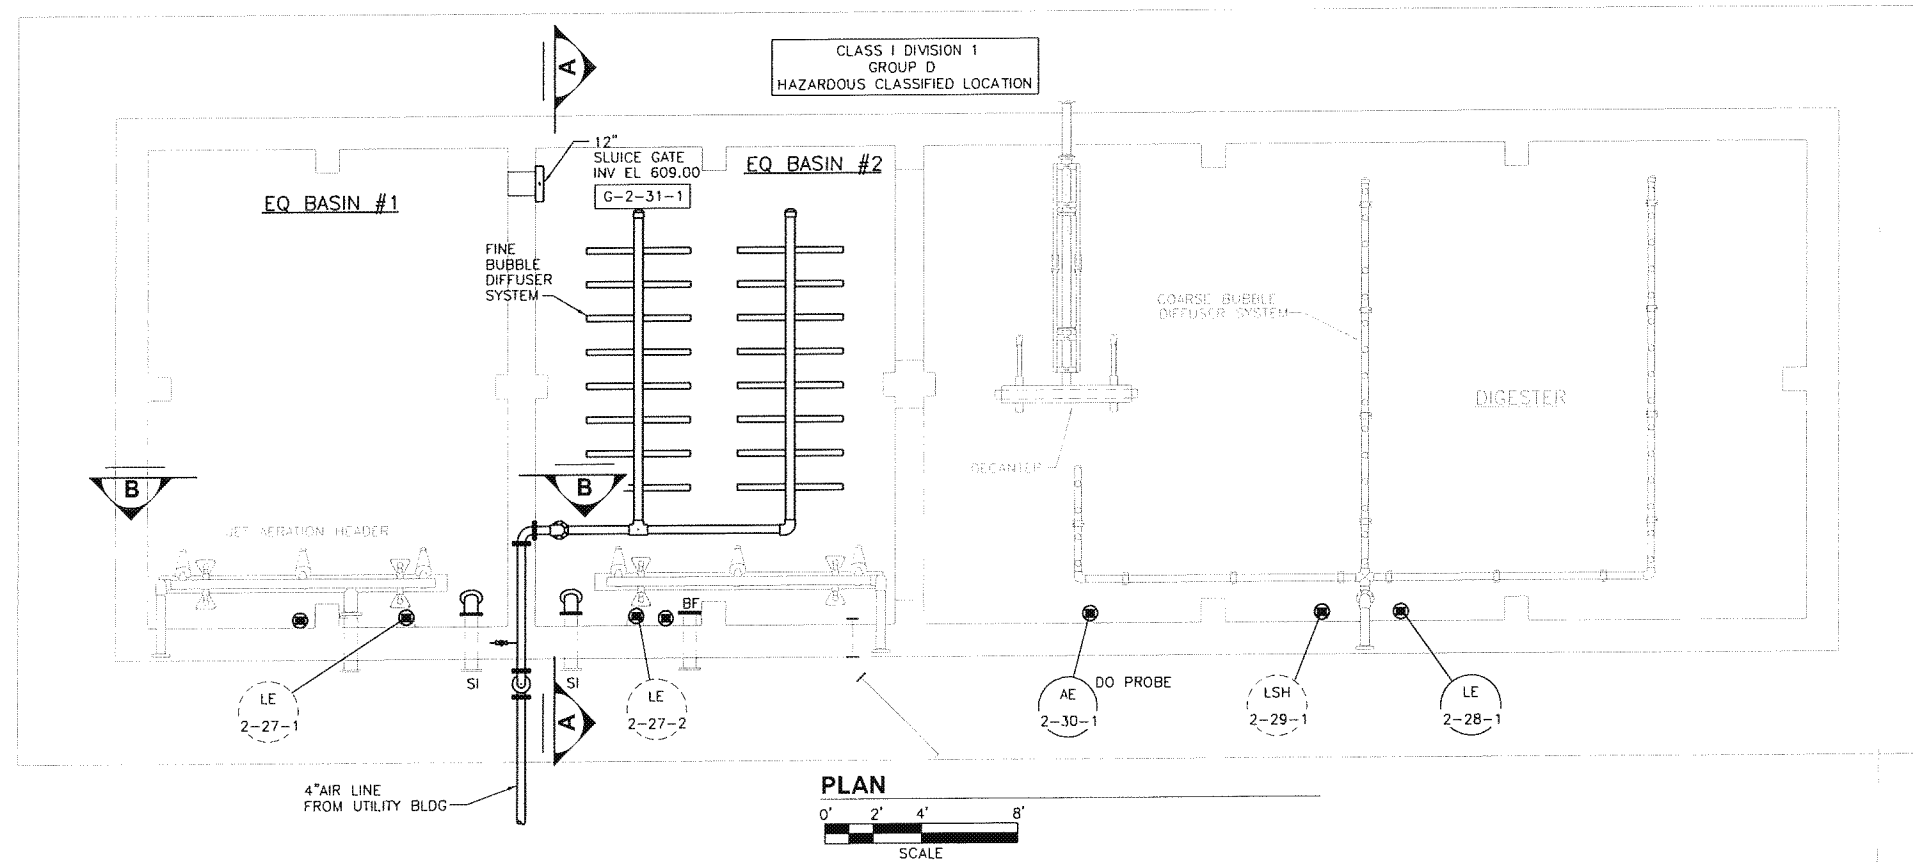 A
CLASS I DIVISION 1
GROUP D
HAZARDOUS CLASSIFIED LOCATION
12"
SLUICE GATE
INV EL 609.00
G-2-31-1
EQ BASIN #1
EQ BASIN #2
FINE
BUBBLE
DIFFUSER
SYSTEM
COARSE BUBBLE
DIFFUSER SYSTEM
DIGESTER
DECANTER
B
B
JET AERATION HEADER
BF
SI
SI
LE
2-27-1
LE
2-27-2
A
AE
2-30-1
DO PROBE
LSH
2-29-1
LE
2-28-1
4"AIR LINE
FROM UTILITY BLDG
PLAN
0' 2' 4' 8'
SCALE